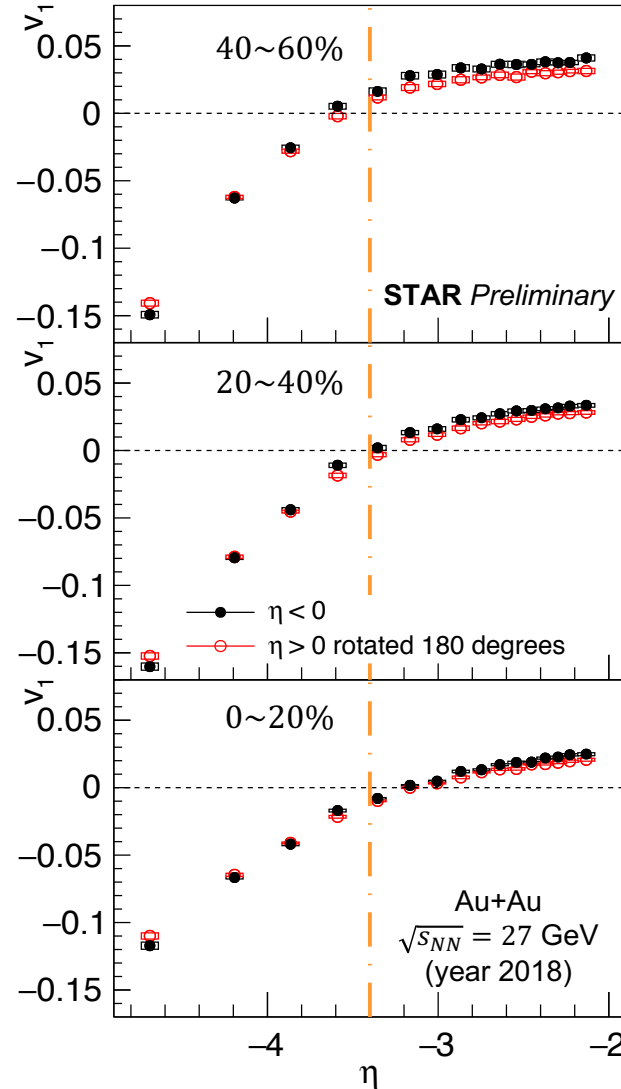 v₁
0.05
40~60%
0
−0.05
−0.1
STAR Preliminary
−0.15
v₁
0.05
20~40%
0
−0.05
−0.1
η < 0
η > 0 rotated 180 degrees
−0.15
v₁
0.05
0~20%
0
−0.05
Au+Au
−0.1
√s_NN = 27 GeV
(year 2018)
−0.15
−4
−3
−2
η